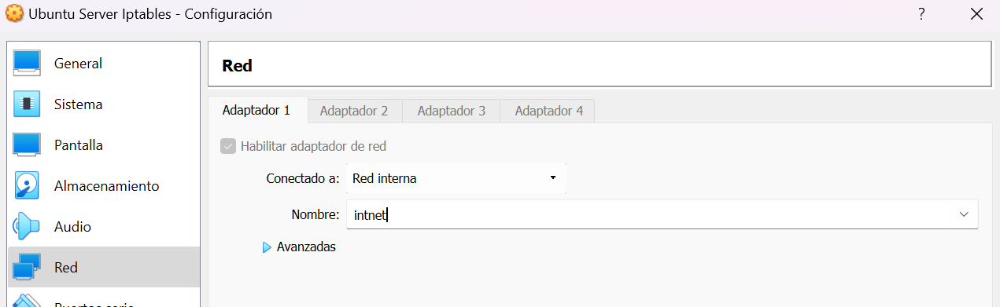 Ubuntu Server Iptables - Configuración
?
General
Sistema
Pantalla
Almacenamiento
Audio
Red
Puertos serie
Red
Adaptador 1 Adaptador 2 Adaptador 3 Adaptador 4
Habilitar adaptador de red
Conectado a: Red interna
Nombre: intnet
Avanzadas